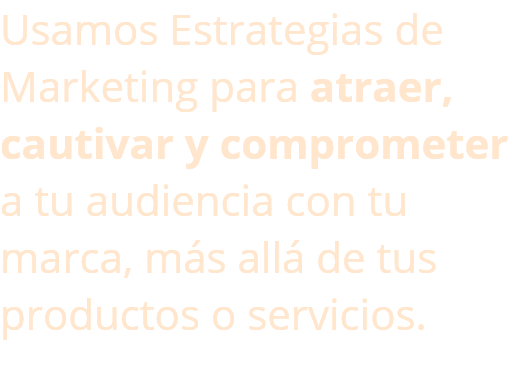 Usamos Estrategias de
Marketing para atraer,
cautivar y comprometer
a tu audiencia con tu
marca, más allá de tus
productos o servicios.